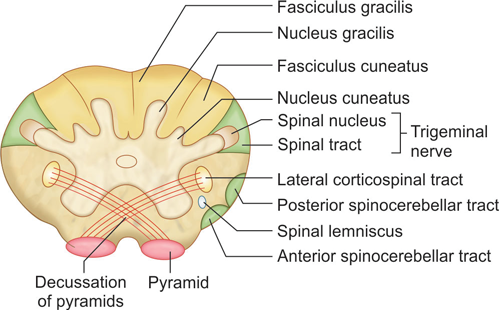 Fasciculus gracilis
Nucleus gracilis
Fasciculus cuneatus
Nucleus cuneatus
Spinal nucleus
Spinal tract
Trigeminal
nerve
Lateral corticospinal tract
Posterior spinocerebellar tract
Spinal lemniscus
Anterior spinocerebellar tract
Decussation
of pyramids
Pyramid